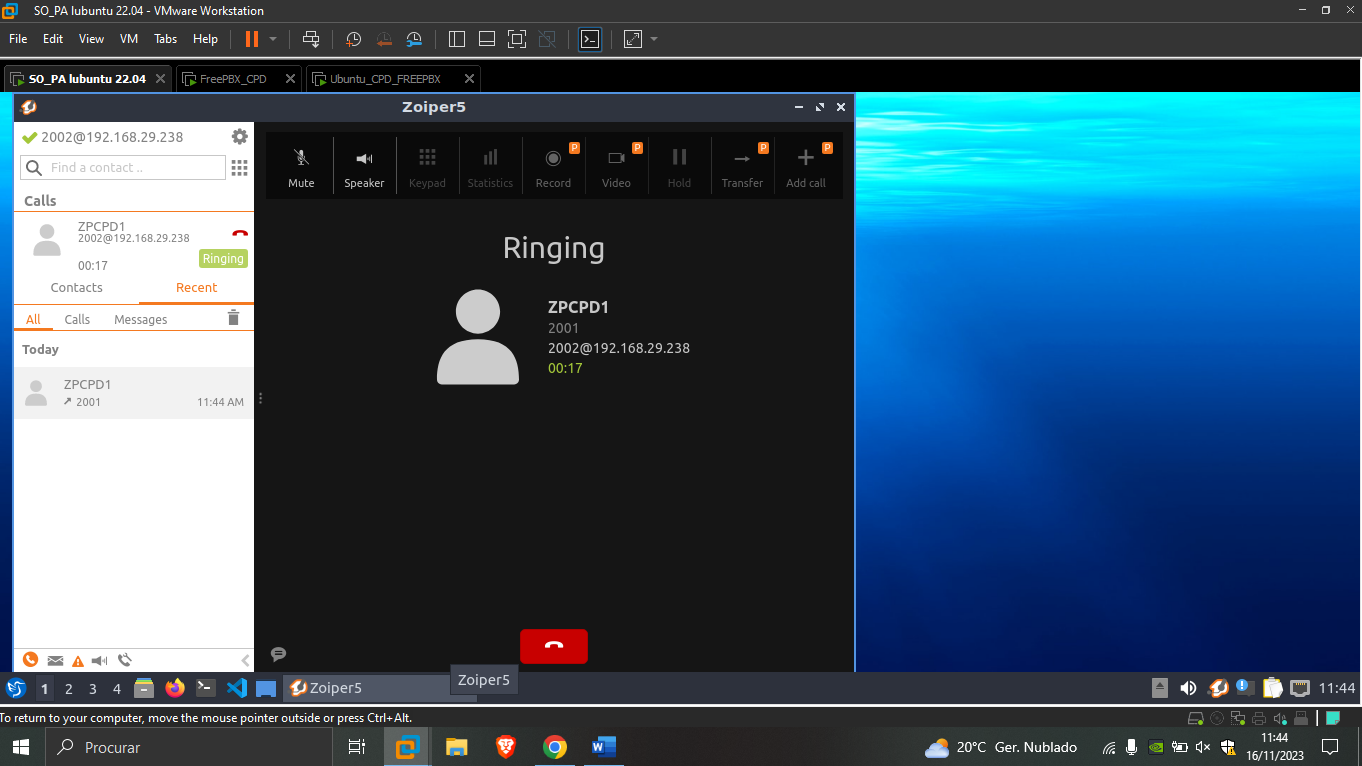 SO_PA lubuntu 22.04 - VMware Workstation
File Edit View VM Tabs Help
SO_PA lubuntu 22.04 FreePBX_CPD Ubuntu_CPD_FREEPBX
Zoiper5
2002@192.168.29.238
Find a contact ..
Calls
ZPCPD1
2002@192.168.29.238
00:17 Ringing
Contacts Recent
All Calls Messages
Today
ZPCPD1
2001 11:44 AM
Mute Speaker Keypad Statistics Record Video Hold Transfer Add call
P P P P
Ringing
ZPCPD1
2001
2002@192.168.29.238
00:17
Zoiper5
1 2 3 4 Zoiper5 11:44
To return to your computer, move the mouse pointer outside or press Ctrl+Alt.
Procurar 20°C Ger. Nublado 11:44
16/11/2023